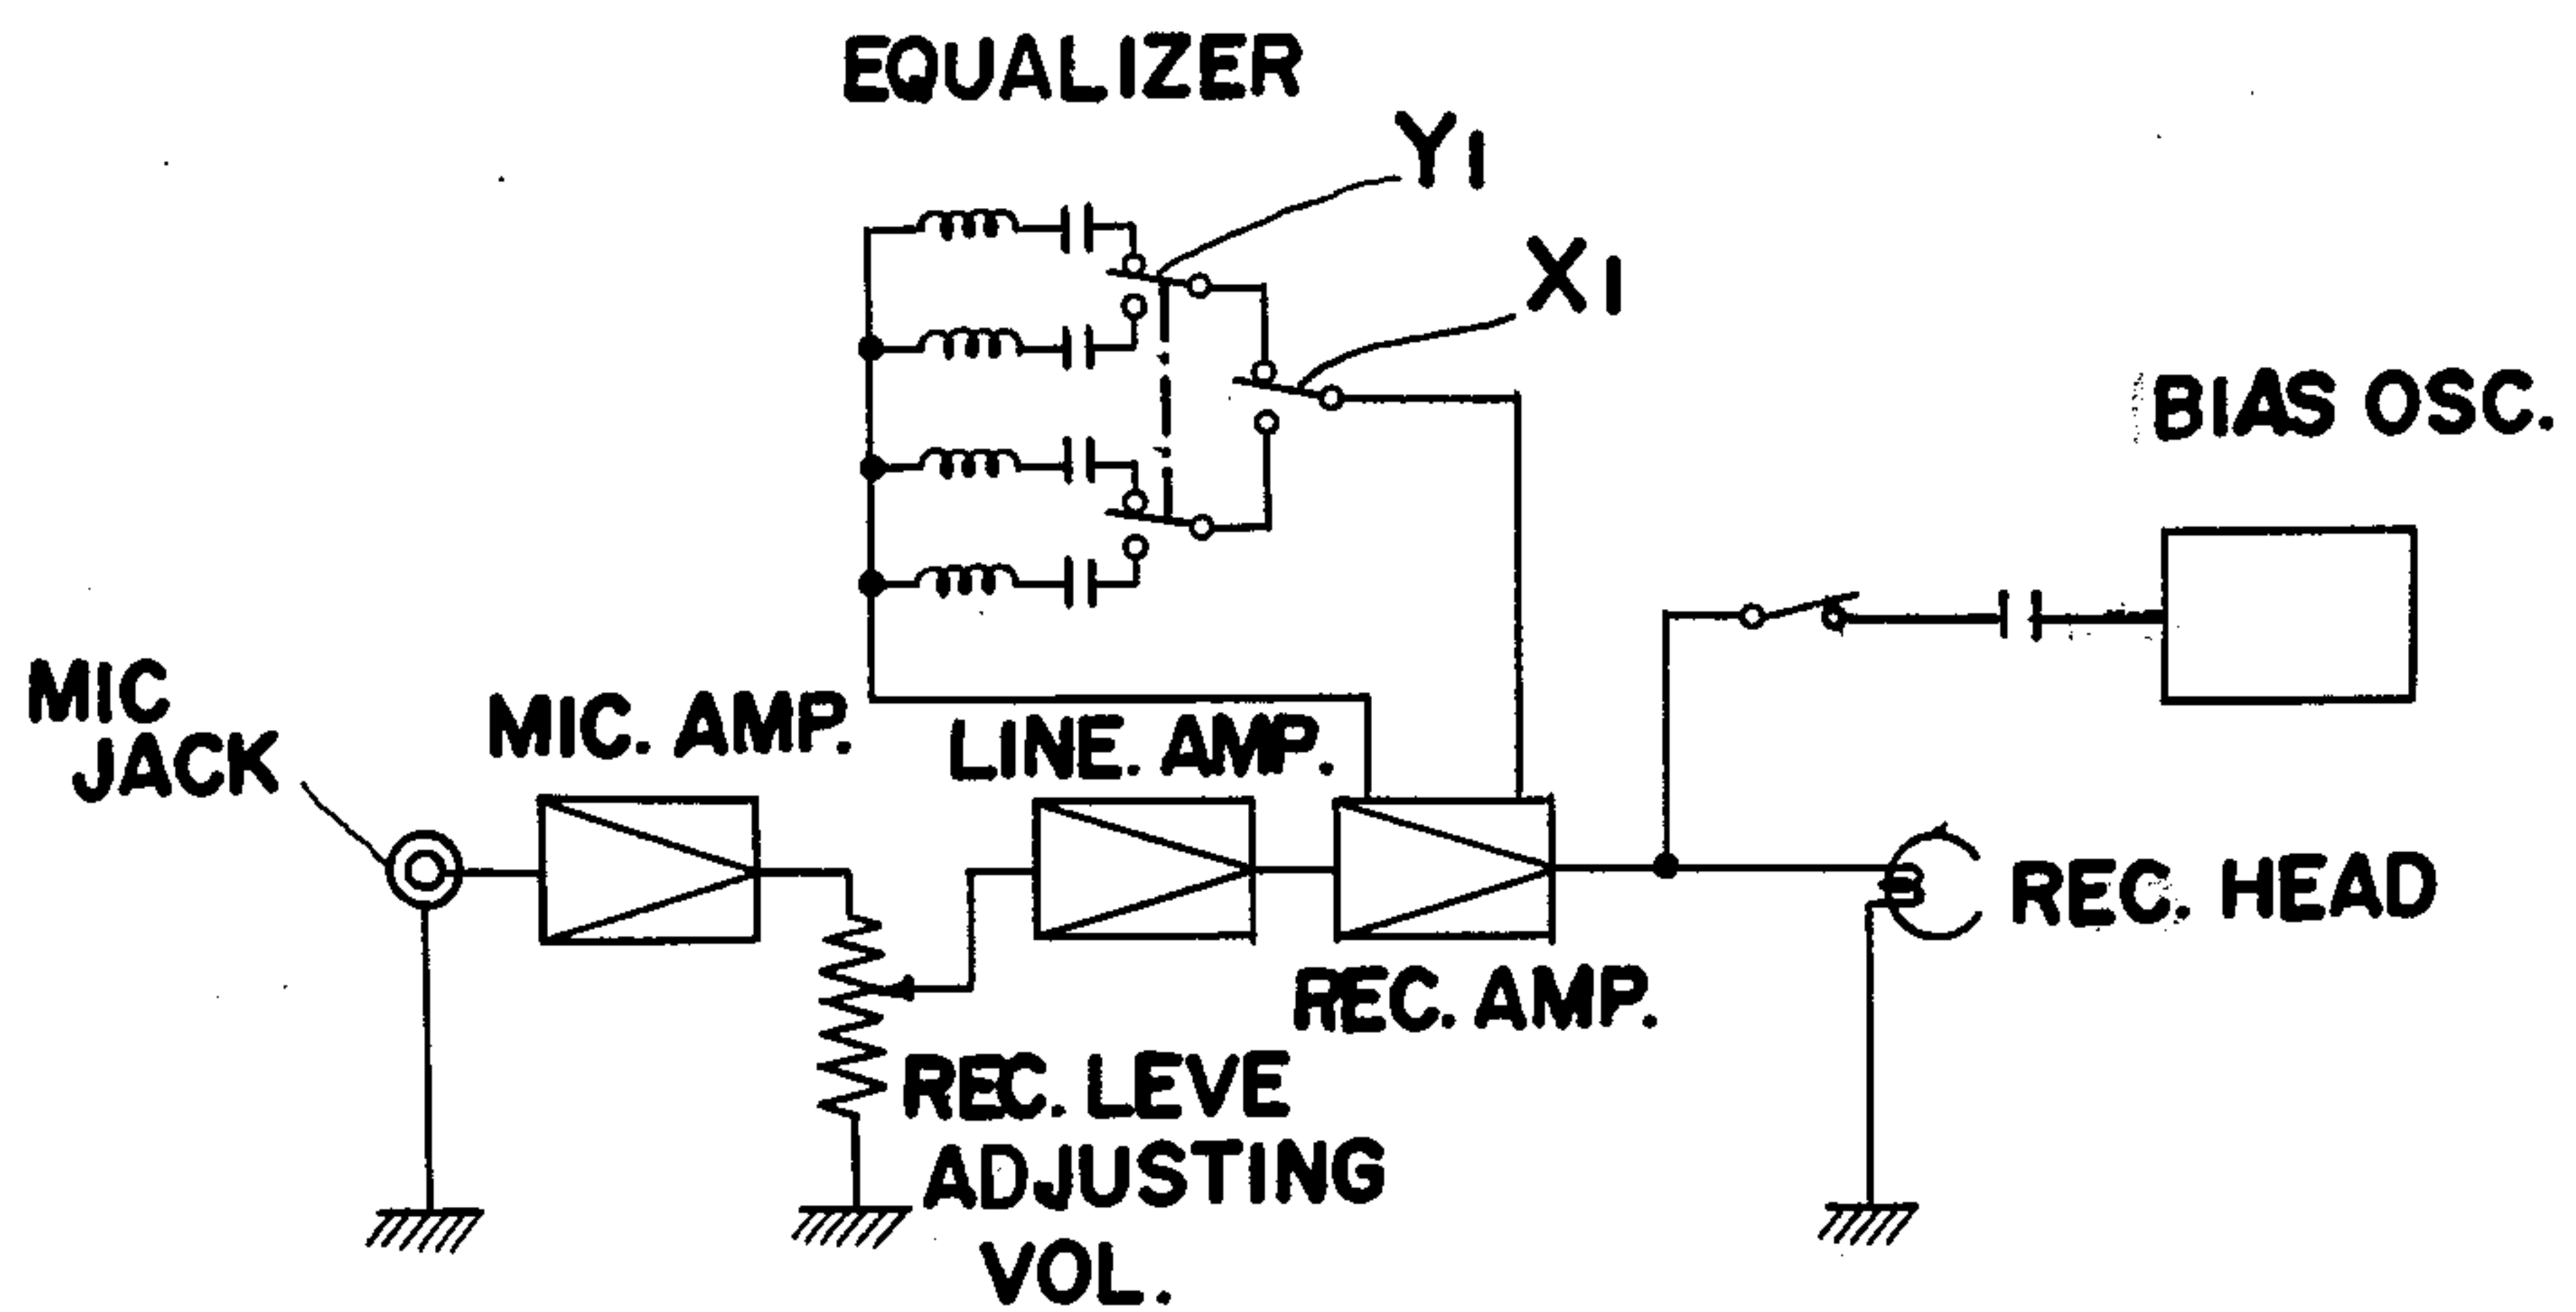 EQUALIZER
Y1
X1
BIAS OSC.
MIC
JACK
MIC. AMP.
LINE. AMP.
REC. AMP.
REC. HEAD
REC. LEVE
ADJUSTING
VOL.